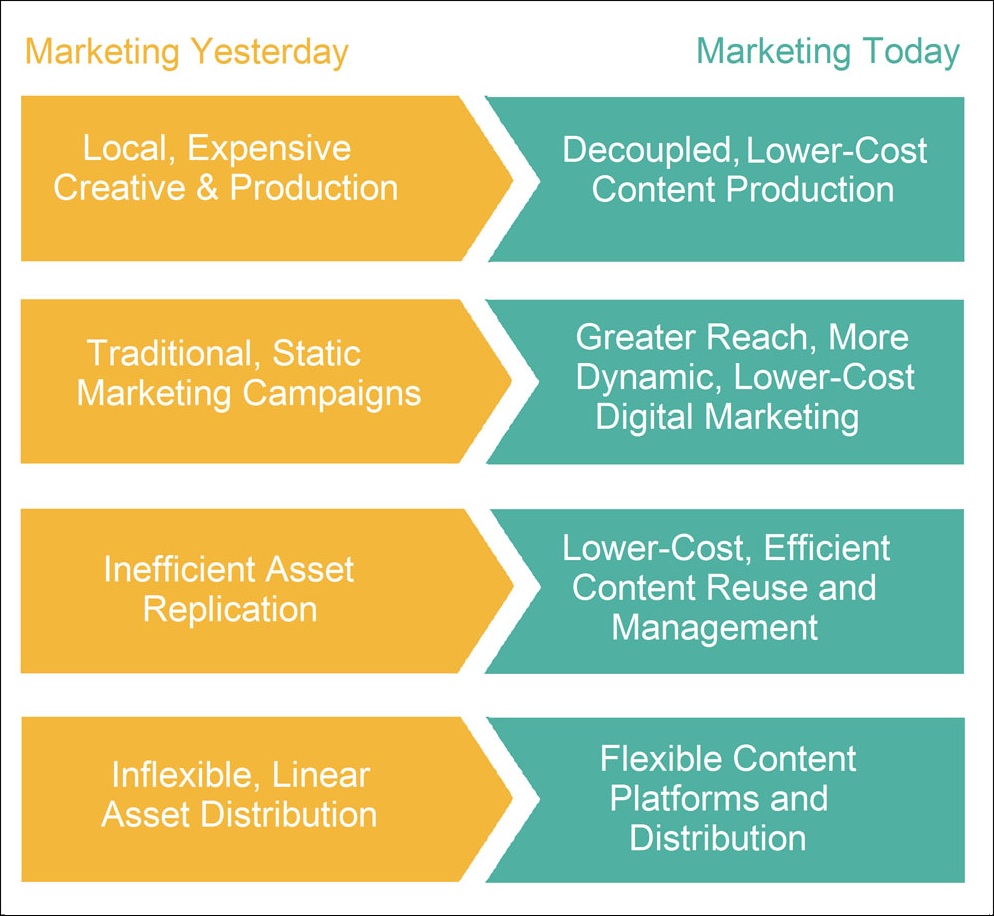 Marketing Yesterday
Marketing Today
Local, Expensive
Creative & Production
Decoupled, Lower-Cost
Content Production
Traditional, Static
Marketing Campaigns
Greater Reach, More
Dynamic, Lower-Cost
Digital Marketing
Inefficient Asset
Replication
Lower-Cost, Efficient
Content Reuse and
Management
Inflexible, Linear
Asset Distribution
Flexible Content
Platforms and
Distribution